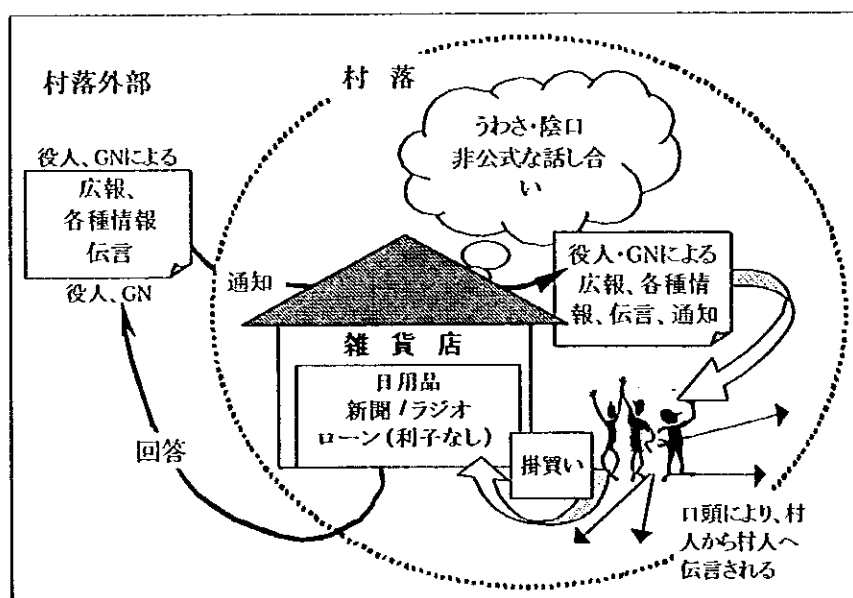 村落外部
村 落
うわさ・陰口
非公式な話し合
い
役人、GNによる
広報、
各種情報
伝言
役人、GN
通知
役人・GNによる
広報、各種情
報、伝言、通知
雑 貨 店
日用品
新聞/ラジオ
ローン(利子なし)
掛買い
回答
口頭により、村
人から村人へ
伝言される